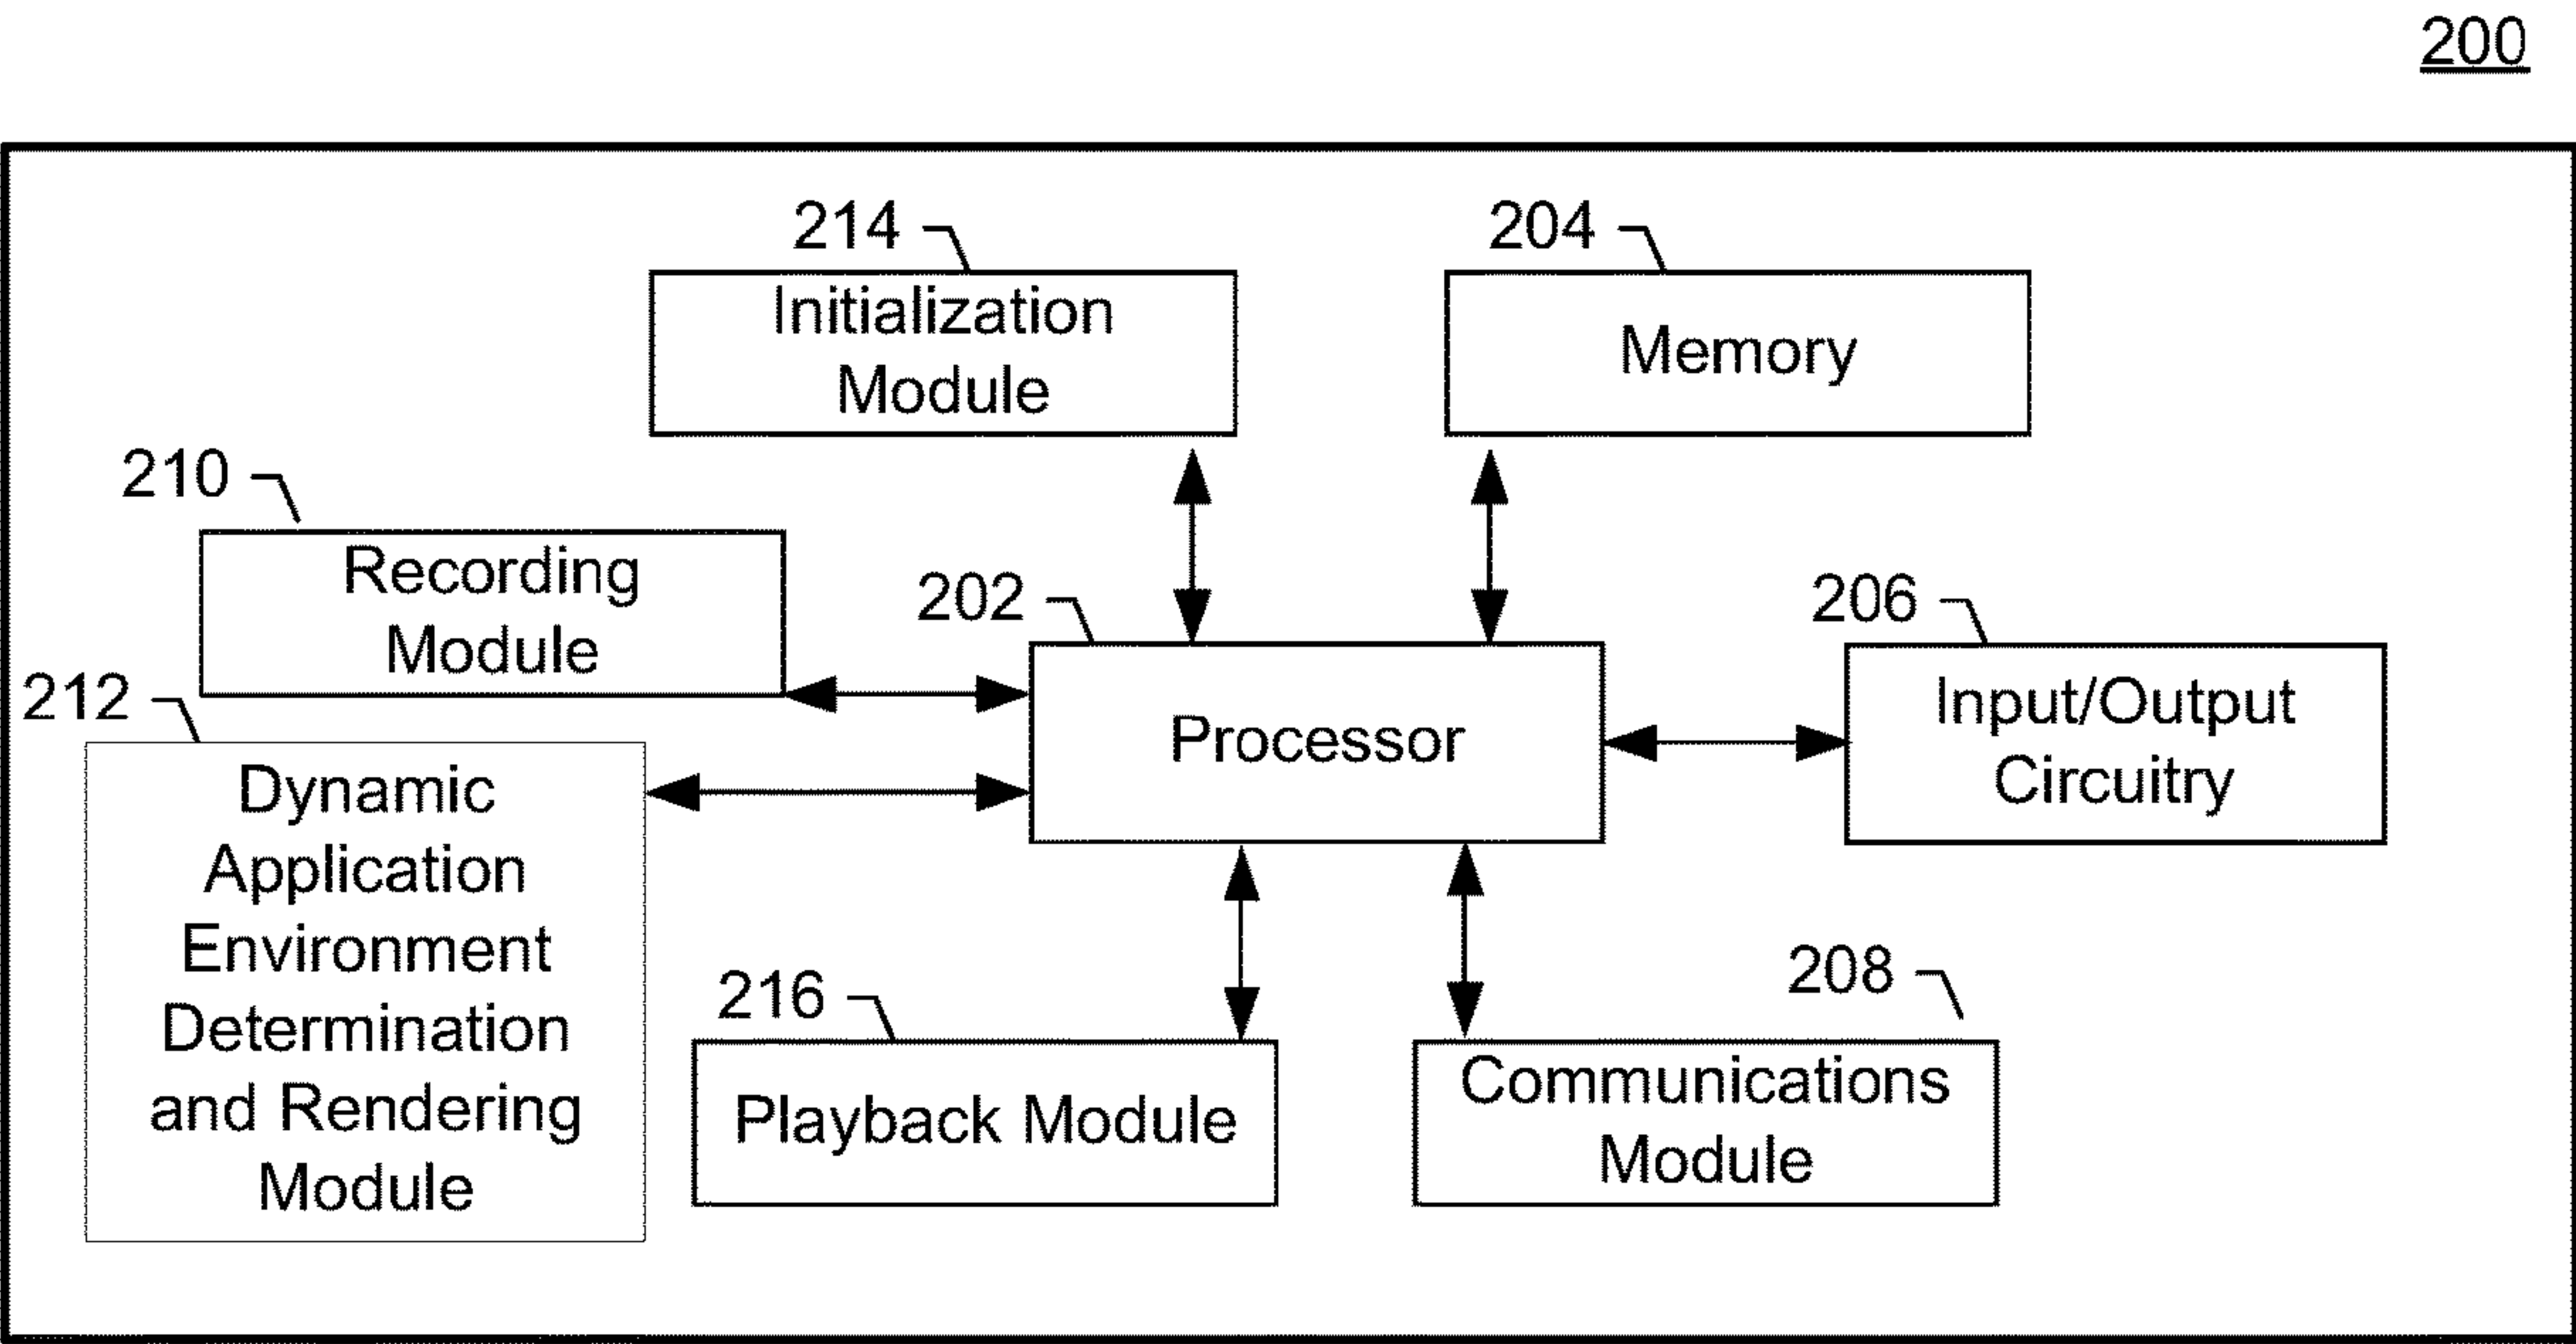 200
214
Initialization
Module
204
Memory
210
Recording
Module
202
Processor
206
Input/Output
Circuitry
212
Dynamic
Application
Environment
Determination
and Rendering
Module
216
Playback Module
208
Communications
Module